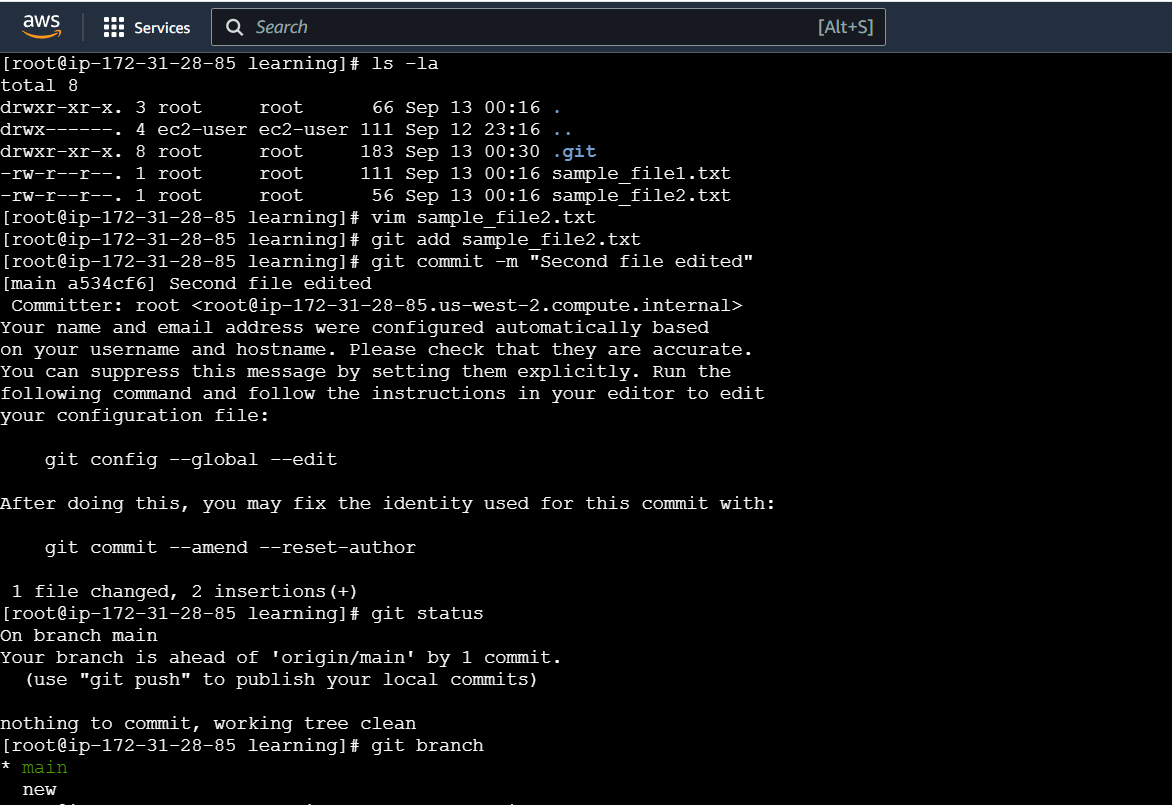 aws
Services
Search
[Alt+S]
[root@ip-172-31-28-85 learning]# ls -la
total 8
drwxr-xr-x. 3 root     root      66 Sep 13 00:16 .
drwx------. 4 ec2-user ec2-user 111 Sep 12 23:16 ..
drwxr-xr-x. 8 root     root     183 Sep 13 00:30 .git
-rw-r--r--. 1 root     root     111 Sep 13 00:16 sample_file1.txt
-rw-r--r--. 1 root     root      56 Sep 13 00:16 sample_file2.txt
[root@ip-172-31-28-85 learning]# vim sample_file2.txt
[root@ip-172-31-28-85 learning]# git add sample_file2.txt
[root@ip-172-31-28-85 learning]# git commit -m "Second file edited"
[main a534cf6] Second file edited
 Committer: root <root@ip-172-31-28-85.us-west-2.compute.internal>
Your name and email address were configured automatically based
on your username and hostname. Please check that they are accurate.
You can suppress this message by setting them explicitly. Run the
following command and follow the instructions in your editor to edit
your configuration file:
    git config --global --edit
After doing this, you may fix the identity used for this commit with:
    git commit --amend --reset-author
 1 file changed, 2 insertions(+)
[root@ip-172-31-28-85 learning]# git status
On branch main
Your branch is ahead of 'origin/main' by 1 commit.
  (use "git push" to publish your local commits)
nothing to commit, working tree clean
[root@ip-172-31-28-85 learning]# git branch
* main
  new